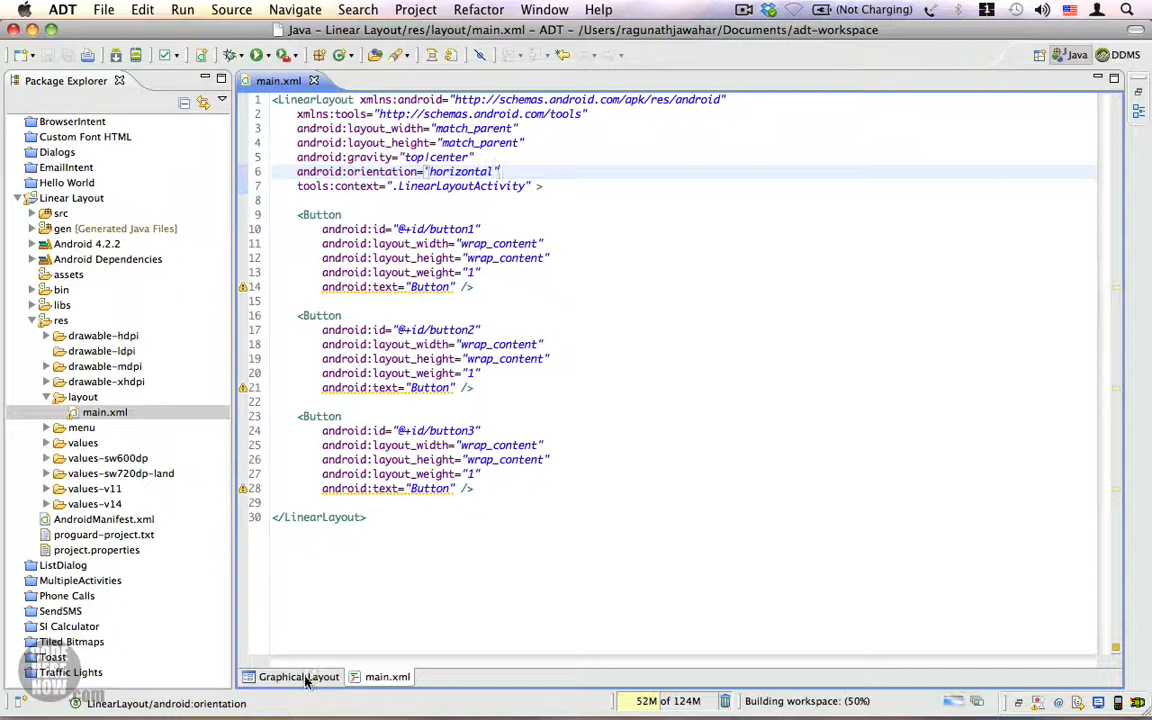 ADT File Edit Run Source Navigate Search Project Refactor Window Help (Not Charging) 1
Java – Linear Layout/res/layout/main.xml – ADT – /Users/ragunathjawahar/Documents/adt-workspace
Java DDMS
Package Explorer
main.xml
BrowserIntent
Custom Font HTML
Dialogs
EmailIntent
Hello World
Linear Layout
src
gen [Generated Java Files]
Android 4.2.2
Android Dependencies
assets
bin
libs
res
drawable-hdpi
drawable-ldpi
drawable-mdpi
drawable-xhdpi
layout
main.xml
menu
values
values-sw600dp
values-sw720dp-land
values-v11
values-v14
AndroidManifest.xml
proguard-project.txt
project.properties
ListDialog
MultipleActivities
Phone Calls
SendSMS
SI Calculator
Tiled Bitmaps
Toast
Traffic Lights
1 <LinearLayout xmlns:android="http://schemas.android.com/apk/res/android"
2 xmlns:tools="http://schemas.android.com/tools"
3 android:layout_width="match_parent"
4 android:layout_height="match_parent"
5 android:gravity="top|center"
6 android:orientation="horizontal"
7 tools:context=".LinearLayoutActivity" >
8
9 <Button
10 android:id="@+id/button1"
11 android:layout_width="wrap_content"
12 android:layout_height="wrap_content"
13 android:layout_weight="1"
14 android:text="Button" />
15
16 <Button
17 android:id="@+id/button2"
18 android:layout_width="wrap_content"
19 android:layout_height="wrap_content"
20 android:layout_weight="1"
21 android:text="Button" />
22
23 <Button
24 android:id="@+id/button3"
25 android:layout_width="wrap_content"
26 android:layout_height="wrap_content"
27 android:layout_weight="1"
28 android:text="Button" />
29
30 </LinearLayout>
Graphical Layout main.xml
CODE
HERE
NOW
.com
LinearLayout/android:orientation 52M of 124M Building workspace: (50%)